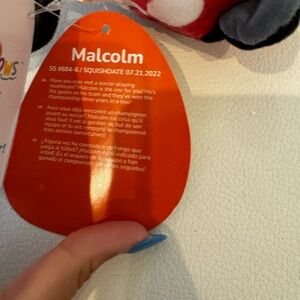 Malcolm
SS #684-6 / SQUISHDATE 07.21.2022
Have you ever met a soccer-playing
mushroom? Malcolm is the one for you! He's
the goalie on his team and they've won the
championship three years in a row!
Avez-vous déjà rencontré un champignon
jouant au soccer? Malcolm est celui qu'il
vous faut! Il est le gardien de but de son
équipe et ils ont remporté le championnat
trois années consécutives!
¿Alguna vez ha conocido a un hongo que
juega al fútbol? ¡Malcolm es el indicado para
usted! ¡Es el arquero de su equipo y han
ganado el campeonato tres años seguidos!